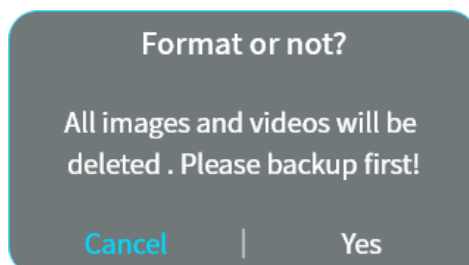 Format or not?
All images and videos will be
deleted . Please backup first!
Cancel | Yes